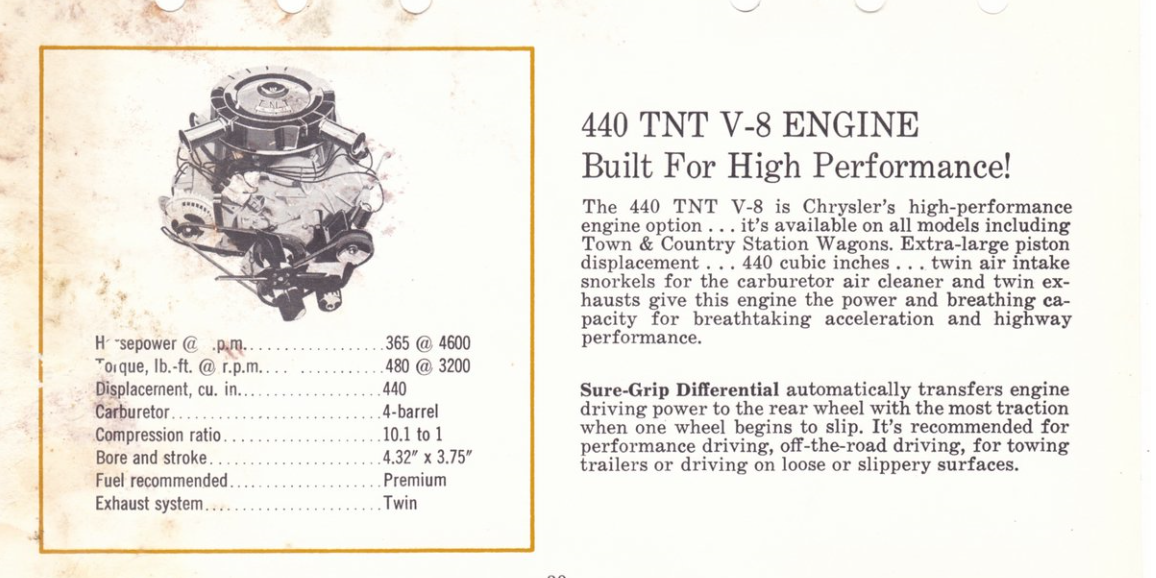 440 TNT V-8 ENGINE
Built For High Performance!
The 440 TNT V-8 is Chrysler's high-performance
engine option . . . it's available on all models including
Town & Country Station Wagons. Extra-large piston
displacement . . . 440 cubic inches . . . twin air intake
snorkels for the carburetor air cleaner and twin ex-
hausts give this engine the power and breathing ca-
pacity for breathtaking acceleration and highway
performance.
Sure-Grip Differential automatically transfers engine
driving power to the rear wheel with the most traction
when one wheel begins to slip. It's recommended for
performance driving, off-the-road driving, for towing
trailers or driving on loose or slippery surfaces.
Horsepower @ r.p.m. 365 @ 4600
Torque, lb.-ft. @ r.p.m. 480 @ 3200
Displacement, cu. in. 440
Carburetor 4-barrel
Compression ratio 10.1 to 1
Bore and stroke 4.32" x 3.75"
Fuel recommended Premium
Exhaust system Twin